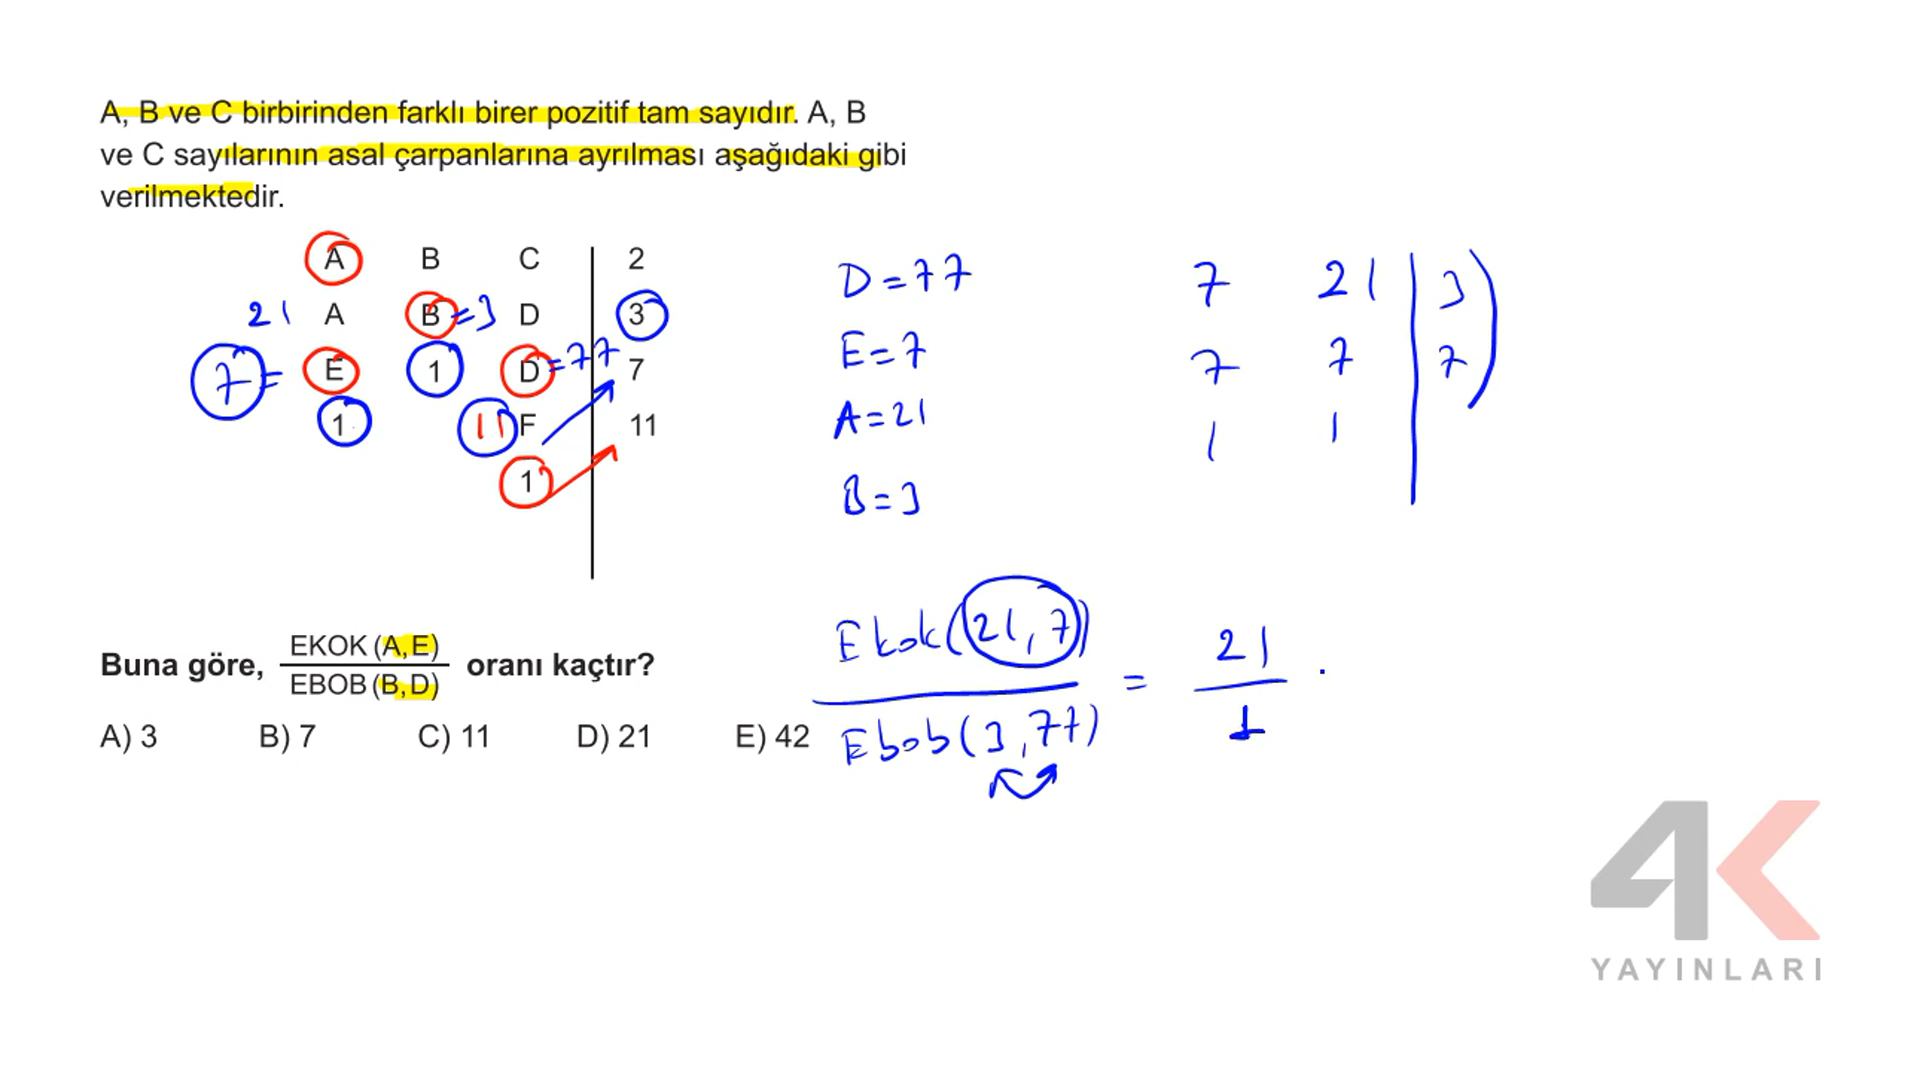 A, B ve C birbirinden farklı birer pozitif tam sayıdır. A, B
ve C sayılarının asal çarpanlarına ayrılması aşağıdaki gibi
verilmektedir.
A B C 2
21 A B = 3 D 3
7 = E 1 D = 77 7
1 11 F 11
1
D = 77
E = 7
A = 21
B = 3
7 21 3
7 7 7
1 1
Buna göre, EKOK (A,E) / EBOB (B,D) oranı kaçtır?
A) 3 B) 7 C) 11 D) 21 E) 42
Ekok(21, 7) / Ebob(3, 77) = 21 / 1 .
4K
YAYINLARI